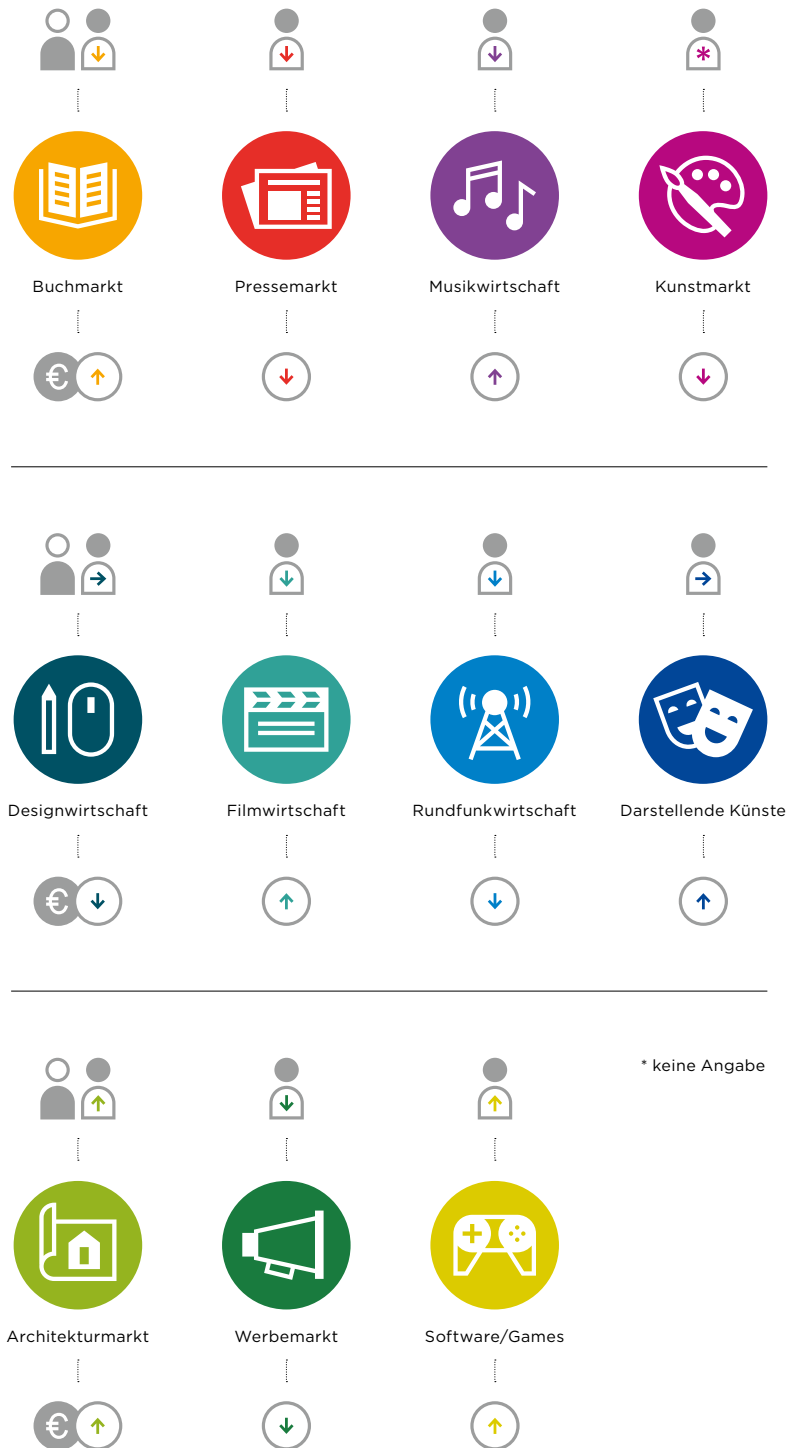 *
Buchmarkt
Pressemarkt
Musikwirtschaft
Kunstmarkt
€
Designwirtschaft
Filmwirtschaft
Rundfunkwirtschaft
Darstellende Künste
€
* keine Angabe
Architekturmarkt
Werbemarkt
Software/Games
€